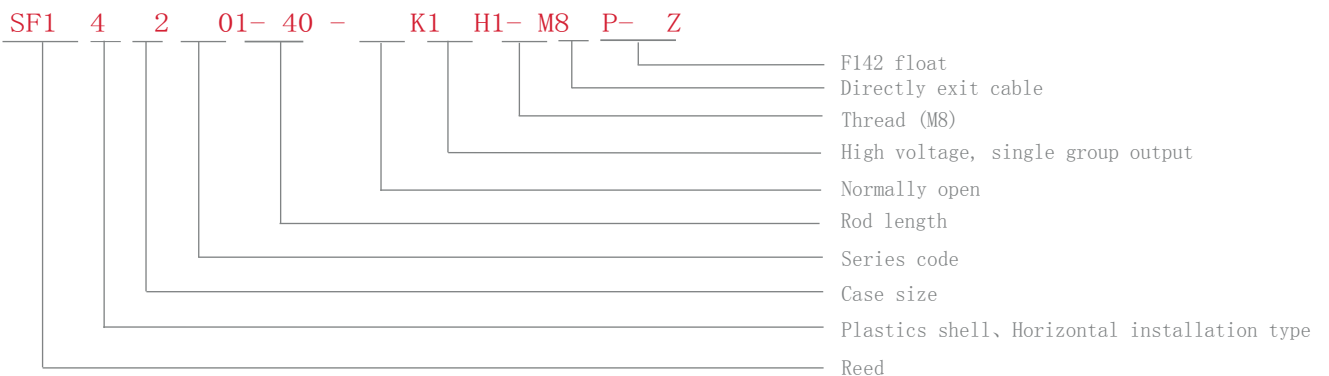 SF1 4 2 01- 40 - K1 H1- M8 P- Z
F142 float
Directly exit cable
Thread (M8)
High voltage, single group output
Normally open
Rod length
Series code
Case size
Plastics shell、Horizontal installation type
Reed